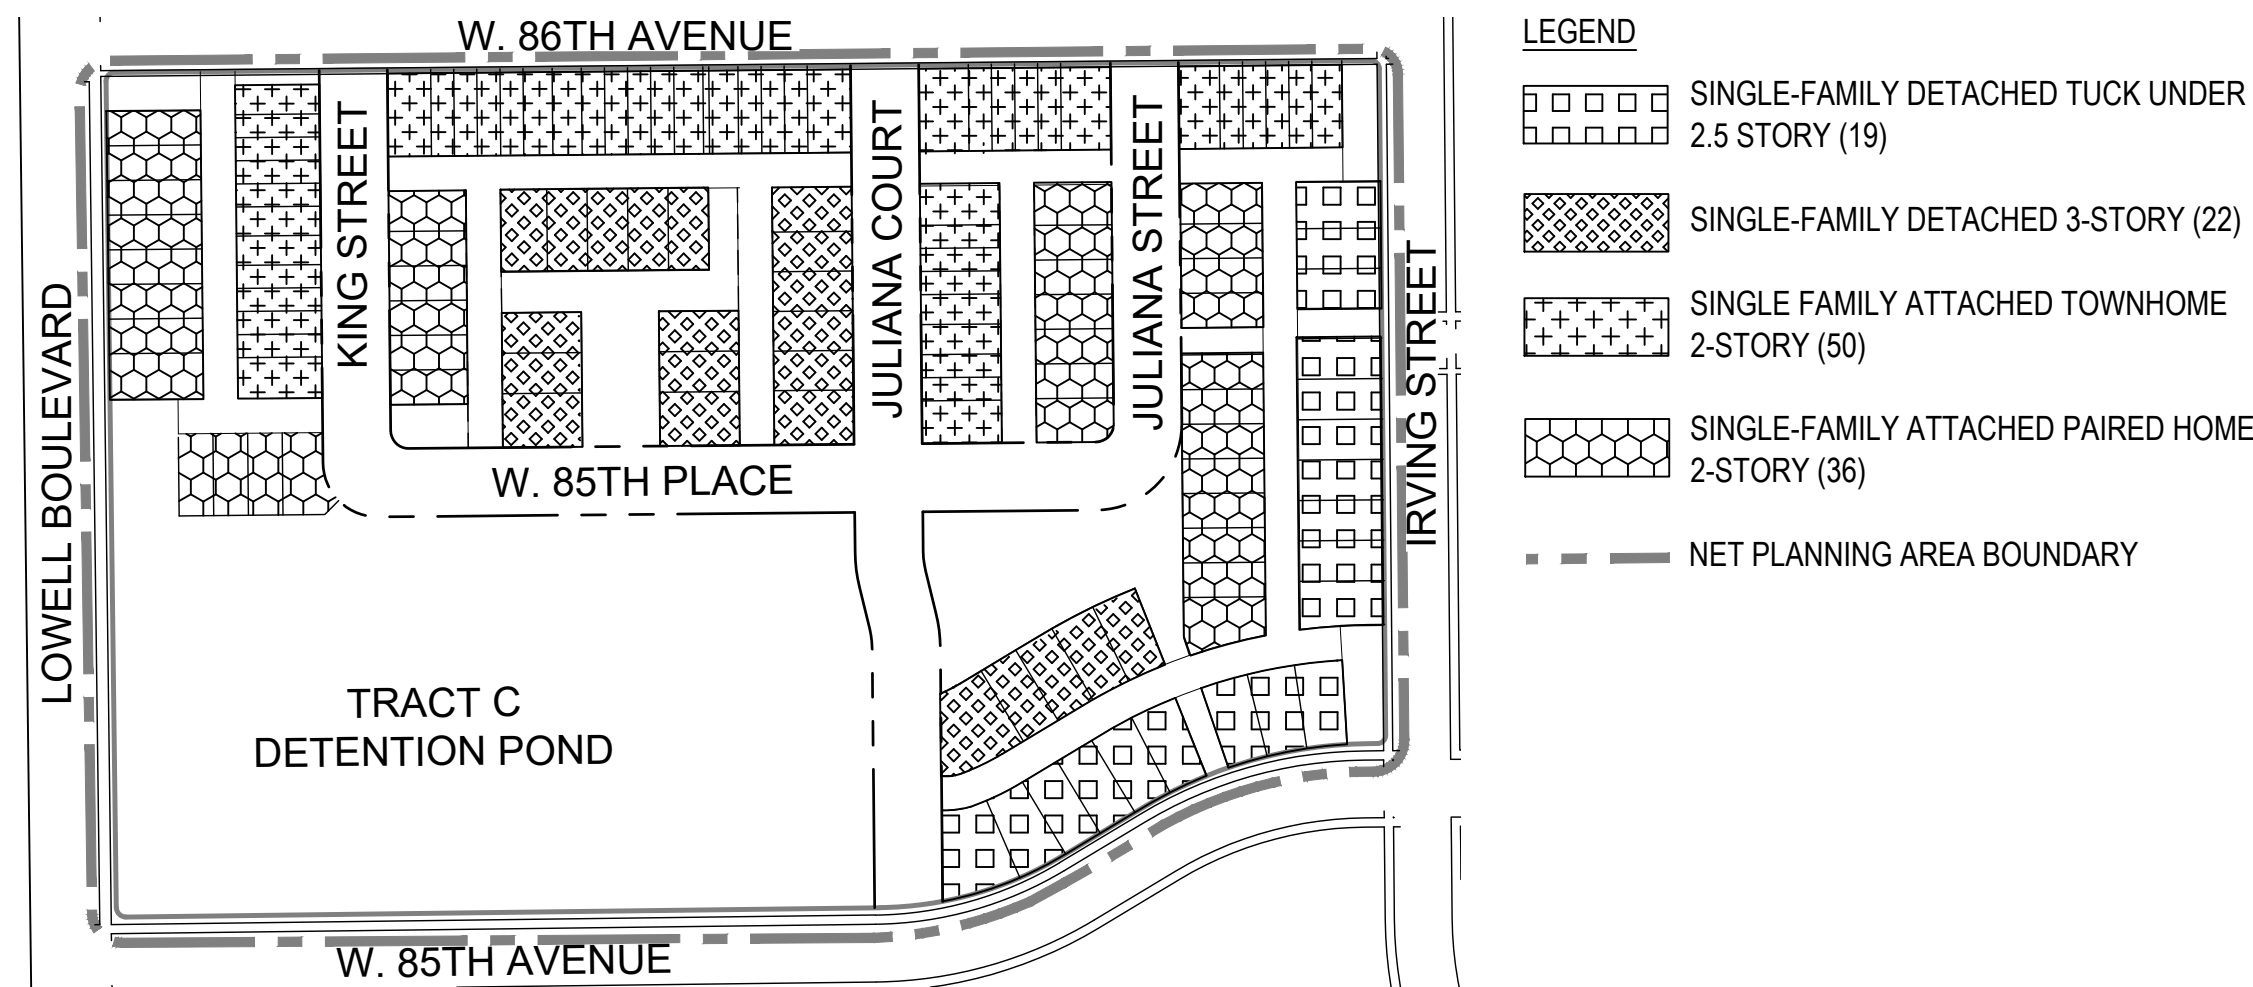 W. 86TH AVENUE
KING STREET
JULIANA COURT
JULIANA STREET
IRVING STREET
LOWELL BOULEVARD
W. 85TH PLACE
TRACT C
DETENTION POND
W. 85TH AVENUE
LEGEND
SINGLE-FAMILY DETACHED TUCK UNDER
2.5 STORY (19)
SINGLE-FAMILY DETACHED 3-STORY (22)
SINGLE FAMILY ATTACHED TOWNHOME
2-STORY (50)
SINGLE-FAMILY ATTACHED PAIRED HOME
2-STORY (36)
NET PLANNING AREA BOUNDARY